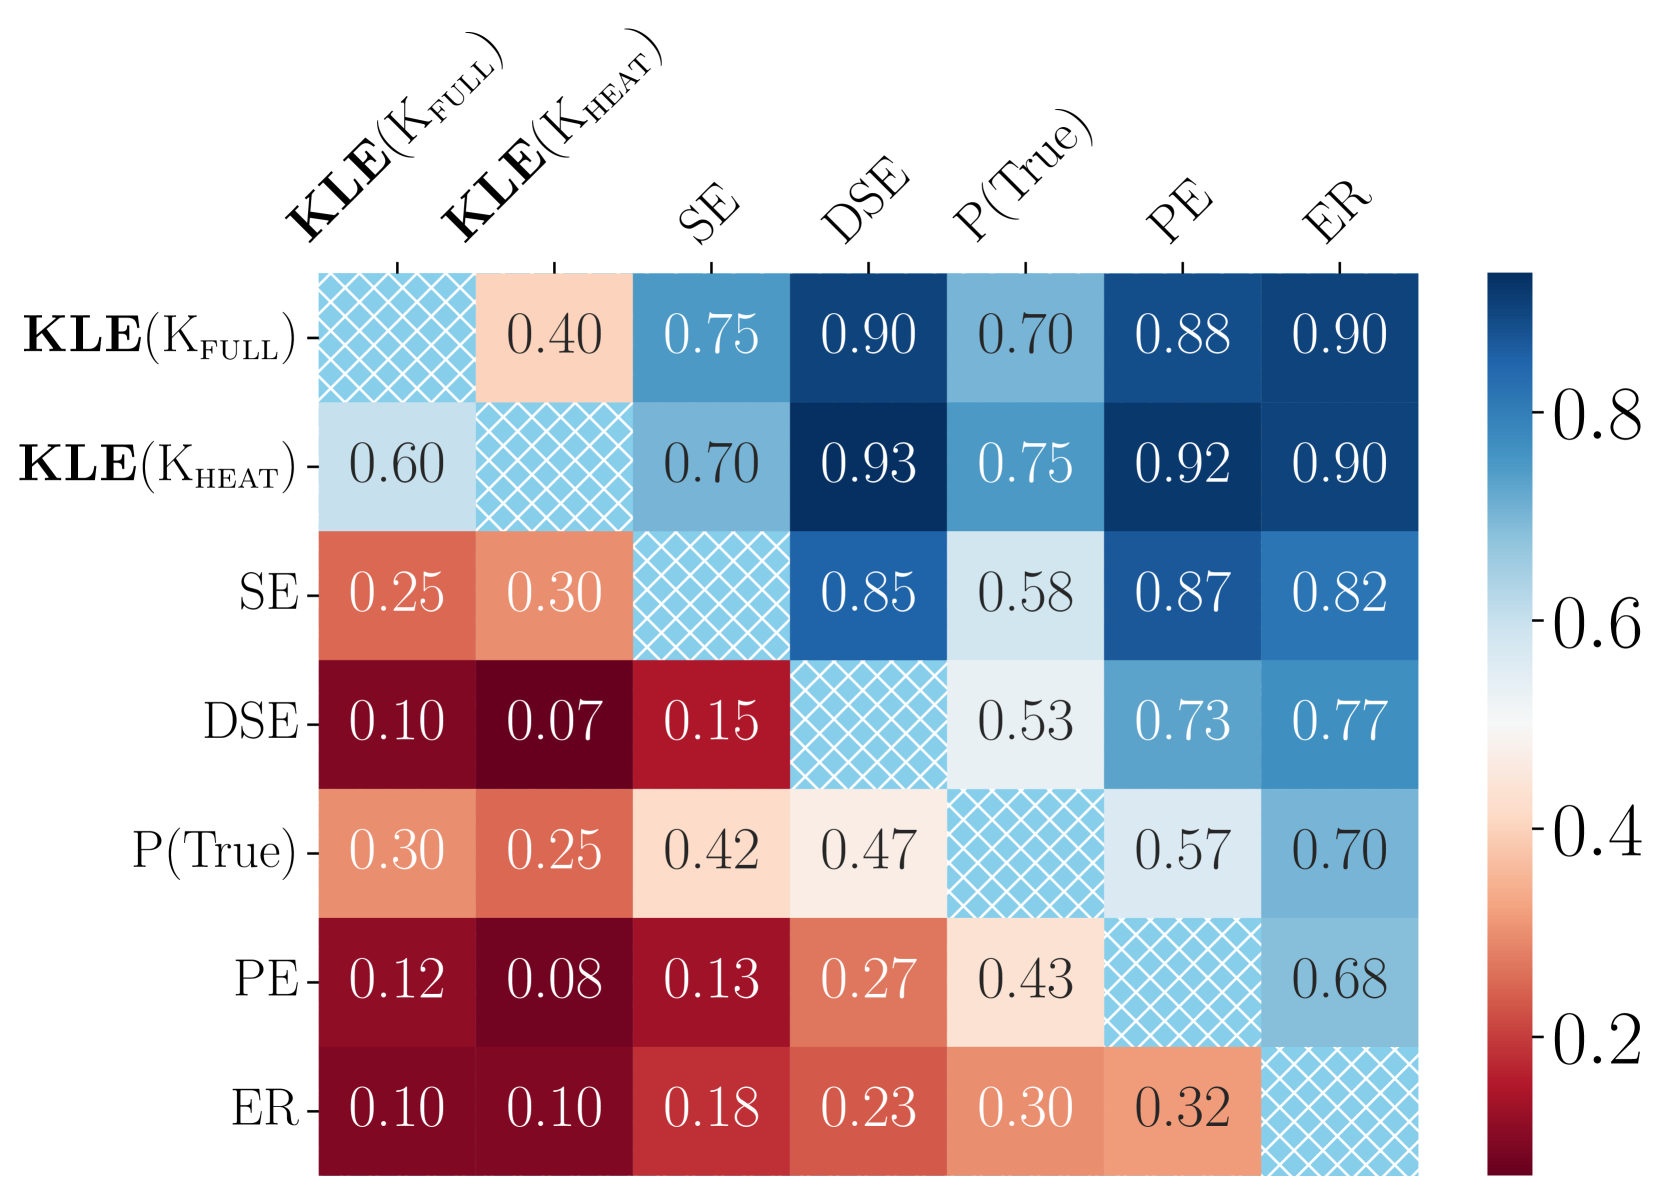 KLE(K_FULL) KLE(K_HEAT) SE DSE P(True) PE ER
KLE(K_FULL) 0.40 0.75 0.90 0.70 0.88 0.90
KLE(K_HEAT) 0.60 0.70 0.93 0.75 0.92 0.90
SE 0.25 0.30 0.85 0.58 0.87 0.82
DSE 0.10 0.07 0.15 0.53 0.73 0.77
P(True) 0.30 0.25 0.42 0.47 0.57 0.70
PE 0.12 0.08 0.13 0.27 0.43 0.68
ER 0.10 0.10 0.18 0.23 0.30 0.32
0.8
0.6
0.4
0.2